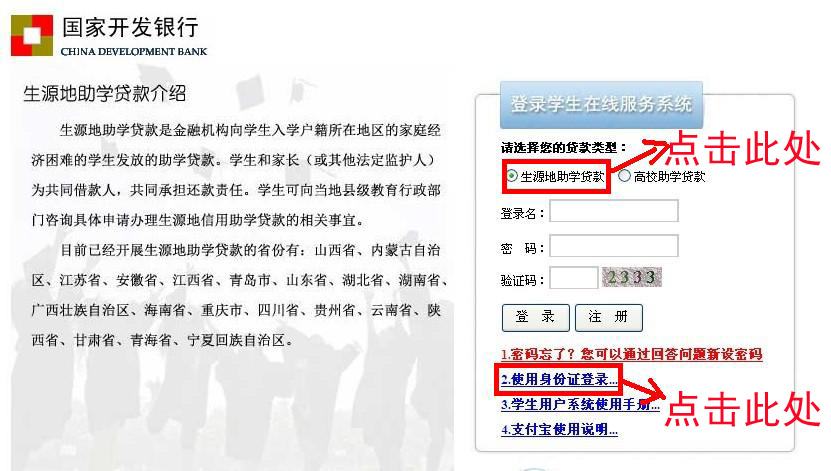 国家开发银行
CHINA DEVELOPMENT BANK
生源地助学贷款介绍
生源地助学贷款是金融机构向学生入学户籍所在地区的家庭经
济困难的学生发放的助学贷款。学生和家长（或其他法定监护人）
为共同借款人，共同承担还款责任。学生可向当地县级教育行政部
门咨询具体申请办理生源地信用助学贷款的相关事宜。
目前已经开展生源地助学贷款的省份有：山西省、内蒙古自治
区、江苏省、安徽省、江西省、青岛市、山东省、湖北省、湖南省、
广西壮族自治区、海南省、重庆市、四川省、贵州省、云南省、陕
西省、甘肃省、青海省、宁夏回族自治区。
登录学生在线服务系统
请选择您的贷款类型：
点击此处
生源地助学贷款 高校助学贷款
登录名：
密 码：
验证码： 2333
登 录 注 册
1.密码忘了？您可以通过回答问题新设密码
2.使用身份证登录...
点击此处
3.学生用户系统使用手册...
4.支付宝使用说明...